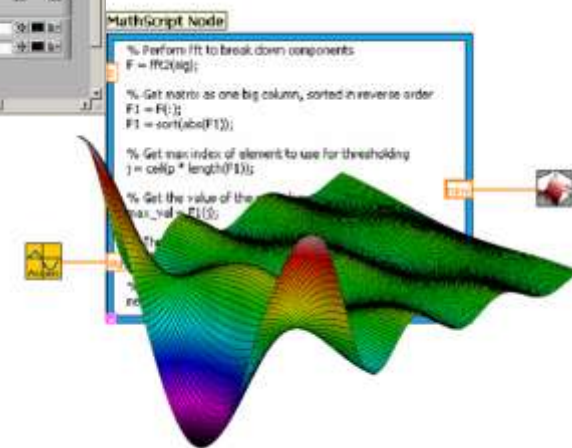 MathScript Node
% Perform fft to break down components
F = fft2(sig);
% Get matrix as one big column, sorted in reverse order
F1 = F(:);
F1 = sort(abs(F1));
% Get max index of element to use for thresholding
j = ceil(p * length(F1));
% Get the value of the
max_val = F1(j);